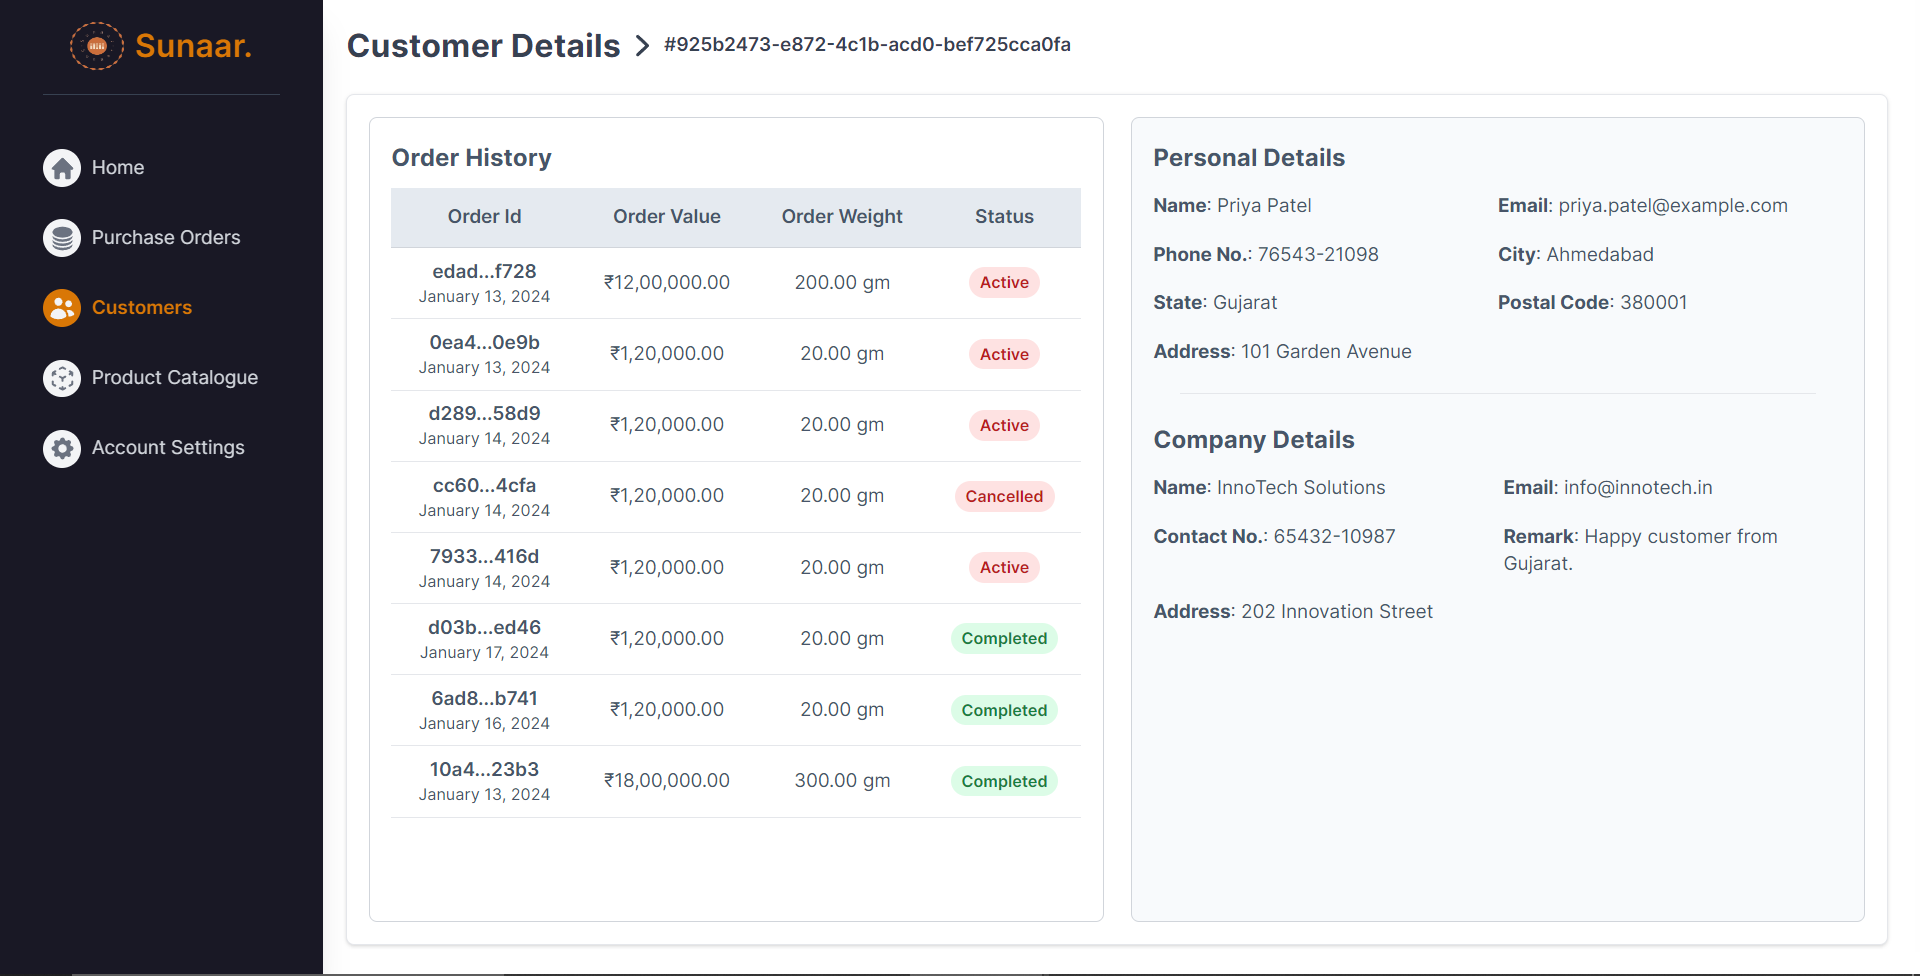 Sunaar.
Home
Purchase Orders
Customers
Product Catalogue
Account Settings
Customer Details > #925b2473-e872-4c1b-acd0-bef725cca0fa
Order History
Order Id Order Value Order Weight Status
edad...f728 ₹12,00,000.00 200.00 gm Active
January 13, 2024
0ea4...0e9b ₹1,20,000.00 20.00 gm Active
January 13, 2024
d289...58d9 ₹1,20,000.00 20.00 gm Active
January 14, 2024
cc60...4cfa ₹1,20,000.00 20.00 gm Cancelled
January 14, 2024
7933...416d ₹1,20,000.00 20.00 gm Active
January 14, 2024
d03b...ed46 ₹1,20,000.00 20.00 gm Completed
January 17, 2024
6ad8...b741 ₹1,20,000.00 20.00 gm Completed
January 16, 2024
10a4...23b3 ₹18,00,000.00 300.00 gm Completed
January 13, 2024
Personal Details
Name: Priya Patel Email: priya.patel@example.com
Phone No.: 76543-21098 City: Ahmedabad
State: Gujarat Postal Code: 380001
Address: 101 Garden Avenue
Company Details
Name: InnoTech Solutions Email: info@innotech.in
Contact No.: 65432-10987 Remark: Happy customer from
Gujarat.
Address: 202 Innovation Street